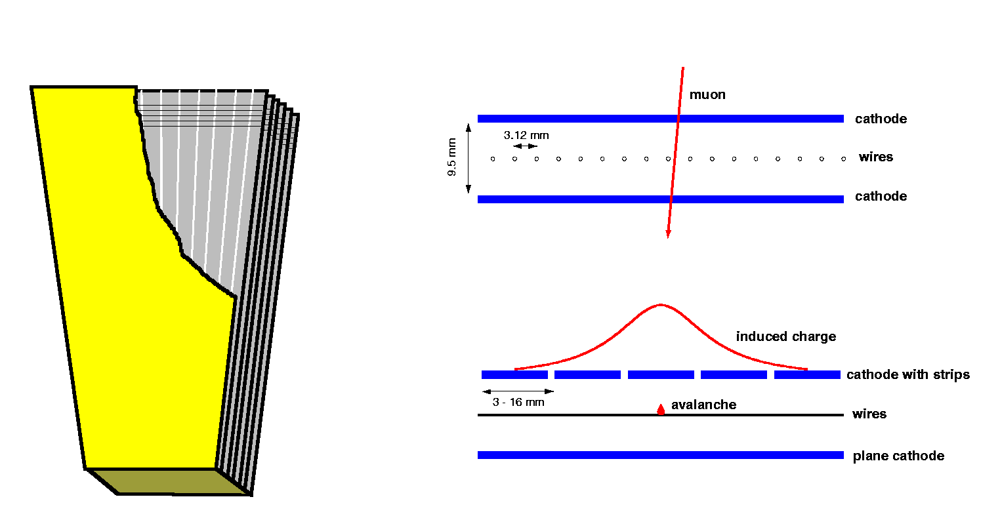 muon
cathode
3.12 mm
9.5 mm
wires
cathode
induced charge
cathode with strips
3 - 16 mm
avalanche
wires
plane cathode